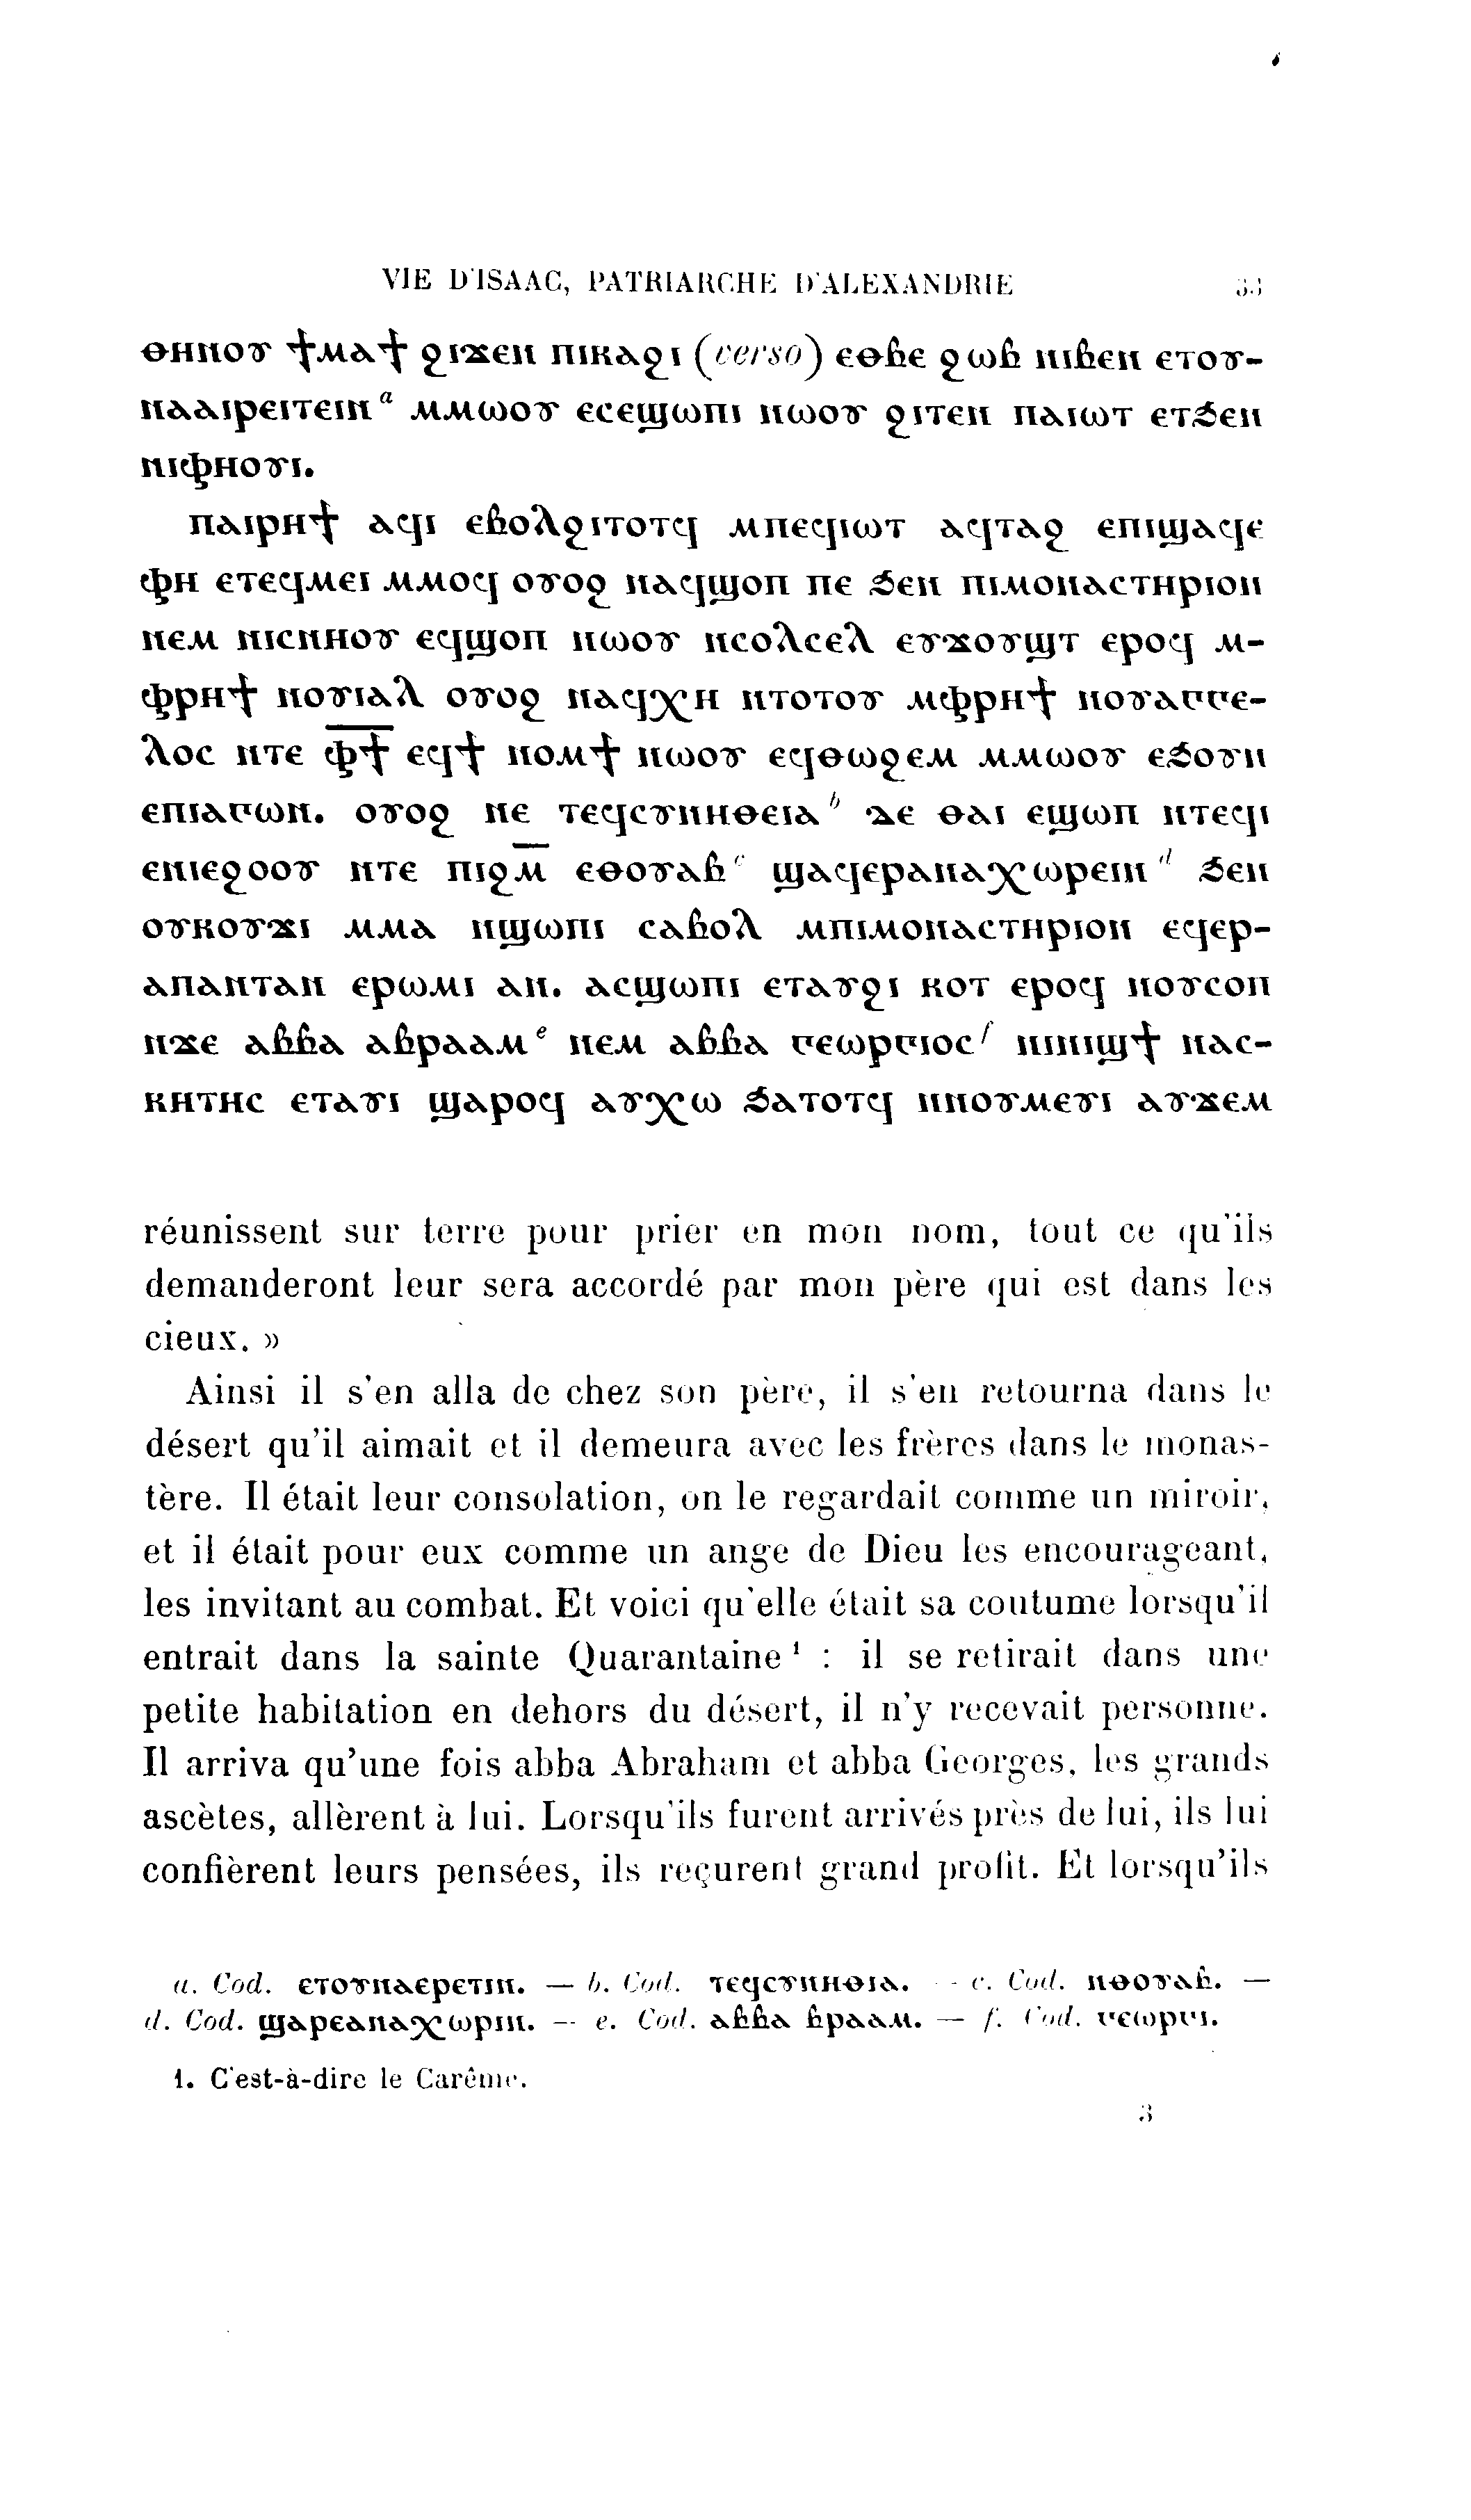 VIE D'ISAAC, PATRIARCHE D'ALEXANDRIE 33
ⲑⲏⲛⲟⲩ ϯⲙⲁϯ ϩⲓϫⲉⲛ ⲡⲓⲕⲁϩⲓ (verso) ⲉⲑⲃⲉ ϩⲱⲃ ⲛⲓⲃⲉⲛ ⲉⲧⲟⲩ-
ⲛⲁⲁⲓⲣⲉⲓⲧⲉⲓⲛ a ⲙⲙⲱⲟⲩ ⲉⲥⲉϣⲱⲡⲓ ⲛⲱⲟⲩ ϩⲓⲧⲉⲛ ⲡⲁⲓⲱⲧ ⲉⲧϧⲉⲛ
ⲛⲓⲫⲏⲟⲩⲓ.
ⲡⲁⲓⲣⲏϯ ⲁϥⲓ ⲉⲃⲟⲗϩⲓⲧⲟⲧϥ ⲙⲡⲉϥⲓⲱⲧ ⲁϥⲧⲁϩ ⲉⲡⲓϣⲁϥⲉ
ⲫⲏ ⲉⲧⲉϥⲙⲉⲓ ⲙⲙⲟϥ ⲟⲩⲟϩ ⲛⲁϥϣⲟⲡ ⲡⲉ ϧⲉⲛ ⲡⲓⲙⲟⲛⲁⲥⲧⲏⲣⲓⲟⲛ
ⲛⲉⲙ ⲛⲓⲥⲛⲏⲟⲩ ⲉϥϣⲟⲡ ⲛⲱⲟⲩ ⲛⲥⲟⲗⲥⲉⲗ ⲉⲩϫⲟⲩϣⲧ ⲉⲣⲟϥ ⲙ-
ⲫⲣⲏϯ ⲛⲟⲩⲓⲁⲗ ⲟⲩⲟϩ ⲛⲁϥⲭⲏ ⲛⲧⲟⲧⲟⲩ ⲙⲫⲣⲏϯ ⲛⲟⲩⲁⲅⲅⲉ-
ⲗⲟⲥ ⲛⲧⲉ ⲫ̅ϯ̅ ⲉϥϯ ⲛⲟⲙϯ ⲛⲱⲟⲩ ⲉϥⲑⲱϩⲉⲙ ⲙⲙⲱⲟⲩ ⲉϧⲟⲩⲛ
ⲉⲡⲓⲁⲅⲱⲛ. ⲟⲩⲟϩ ⲛⲉ ⲧⲉϥⲥⲩⲛⲏⲑⲉⲓⲁ b ⲇⲉ ⲑⲁⲓ ⲉϣⲱⲡ ⲛⲧⲉϥⲓ
ⲉⲛⲓⲉϩⲟⲟⲩ ⲛⲧⲉ ⲡⲓϩⲙ̅ ⲉⲑⲟⲩⲁⲃ c ϣⲁϥⲉⲣⲁⲛⲁⲭⲱⲣⲉⲓⲛ d ϧⲉⲛ
ⲟⲩⲕⲟⲩϫⲓ ⲙⲙⲁ ⲛϣⲱⲡⲓ ⲥⲁⲃⲟⲗ ⲙⲡⲓⲙⲟⲛⲁⲥⲧⲏⲣⲓⲟⲛ ⲉϥⲉⲣ-
ⲁⲡⲁⲛⲧⲁⲛ ⲉⲣⲱⲙⲓ ⲁⲛ. ⲁⲥϣⲱⲡⲓ ⲉⲧⲁⲩϩⲓ ⲕⲟⲧ ⲉⲣⲟϥ ⲛⲟⲩⲥⲟⲡ
ⲛϫⲉ ⲁⲃⲃⲁ ⲁⲃⲣⲁⲁⲙ e ⲛⲉⲙ ⲁⲃⲃⲁ ⲅⲉⲱⲣⲅⲓⲟⲥ f ⲛⲓⲛⲓϣϯ ⲛⲁⲥ-
ⲕⲏⲧⲏⲥ ⲉⲧⲁⲩⲓ ϣⲁⲣⲟϥ ⲁⲩⲭⲱ ϧⲁⲧⲟⲧϥ ⲛⲛⲟⲩⲙⲉⲩⲓ ⲁⲩϫⲉⲙ
réunissent sur terre pour prier en mon nom, tout ce qu'ils
demanderont leur sera accordé par mon père qui est dans les
cieux. »
Ainsi il s'en alla de chez son père, il s'en retourna dans le
désert qu'il aimait et il demeura avec les frères dans le monas-
tère. Il était leur consolation, on le regardait comme un miroir,
et il était pour eux comme un ange de Dieu les encourageant,
les invitant au combat. Et voici qu'elle était sa coutume lorsqu'il
entrait dans la sainte Quarantaine ¹ : il se retirait dans une
petite habitation en dehors du désert, il n'y recevait personne.
Il arriva qu'une fois abba Abraham et abba Georges, les grands
ascètes, allèrent à lui. Lorsqu'ils furent arrivés près de lui, ils lui
confièrent leurs pensées, ils reçurent grand profit. Et lorsqu'ils
a. Cod. ⲉⲧⲟⲩⲛⲁⲉⲣⲉⲧⲓⲛ. — b. Cod. ⲧⲉϥⲥⲩⲛⲏⲑⲓⲁ. — c. Cod. ⲛⲑⲟⲩⲁⲃ. —
d. Cod. ϣⲁⲣⲉⲁⲛⲁⲭⲱⲣⲓⲛ. — e. Cod. ⲁⲃⲃⲁ ⲃⲣⲁⲁⲙ. — f. Cod. ⲅⲉⲱⲣⲅⲓ.
1. C'est-à-dire le Carême.
3